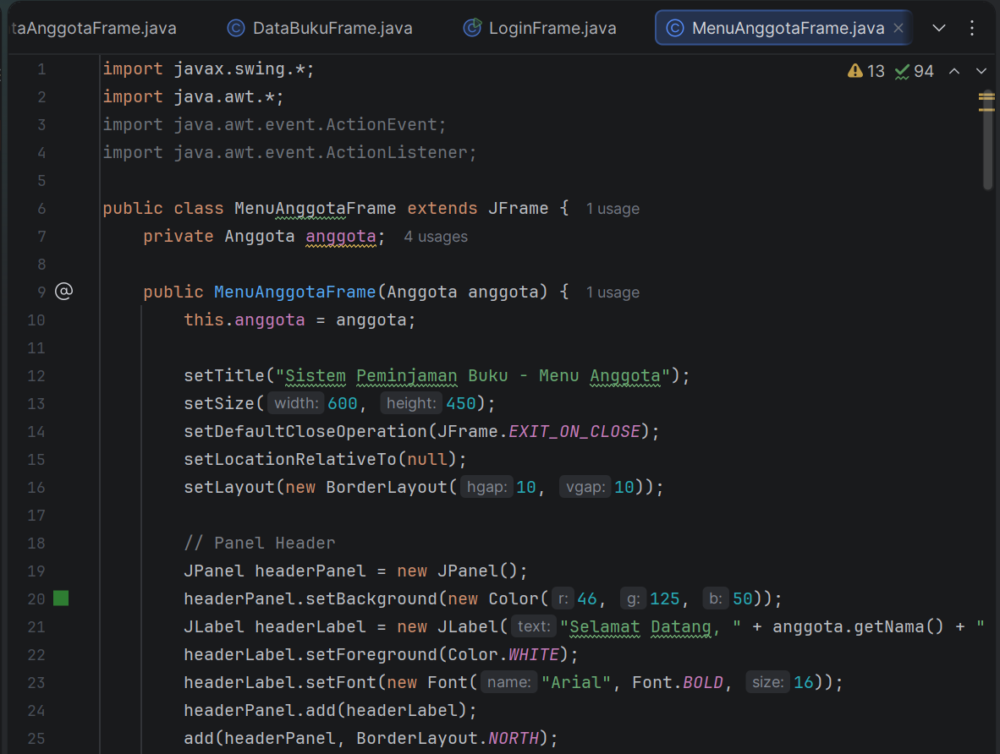 taAnggotaFrame.java DataBukuFrame.java LoginFrame.java MenuAnggotaFrame.java
13 94
1 import javax.swing.*;
2 import java.awt.*;
3 import java.awt.event.ActionEvent;
4 import java.awt.event.ActionListener;
5
6 public class MenuAnggotaFrame extends JFrame { 1 usage
7 private Anggota anggota; 4 usages
8
9 @ public MenuAnggotaFrame(Anggota anggota) { 1 usage
10 this.anggota = anggota;
11
12 setTitle("Sistem Peminjaman Buku - Menu Anggota");
13 setSize( width: 600, height: 450);
14 setDefaultCloseOperation(JFrame.EXIT_ON_CLOSE);
15 setLocationRelativeTo(null);
16 setLayout(new BorderLayout( hgap: 10, vgap: 10));
17
18 // Panel Header
19 JPanel headerPanel = new JPanel();
20 headerPanel.setBackground(new Color( r: 46, g: 125, b: 50));
21 JLabel headerLabel = new JLabel( text: "Selamat Datang, " + anggota.getNama() + "
22 headerLabel.setForeground(Color.WHITE);
23 headerLabel.setFont(new Font( name: "Arial", Font.BOLD, size: 16));
24 headerPanel.add(headerLabel);
25 add(headerPanel, BorderLayout.NORTH);